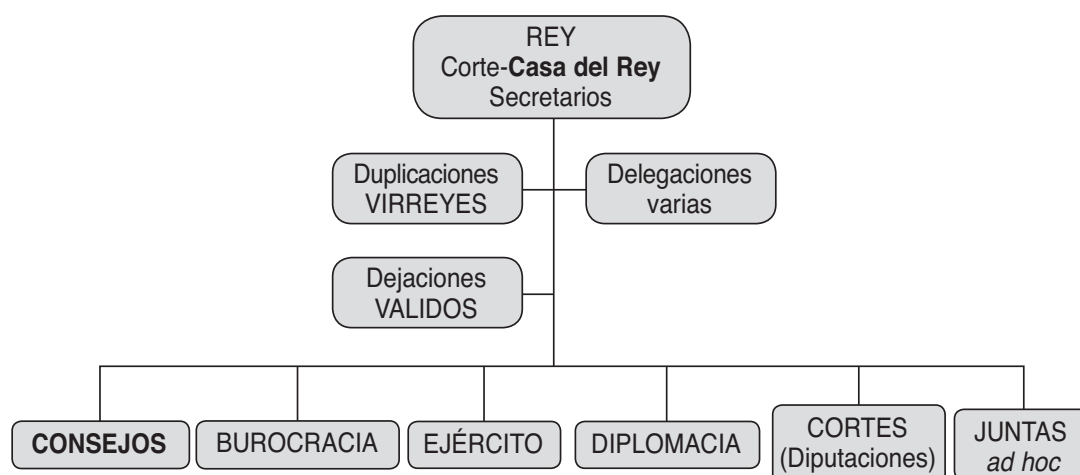 REY
Corte-Casa del Rey
Secretarios
Duplicaciones
VIRREYES
Delegaciones
varias
Dejaciones
VALIDOS
CONSEJOS
BUROCRACIA
EJÉRCITO
DIPLOMACIA
CORTES
(Diputaciones)
JUNTAS
ad hoc